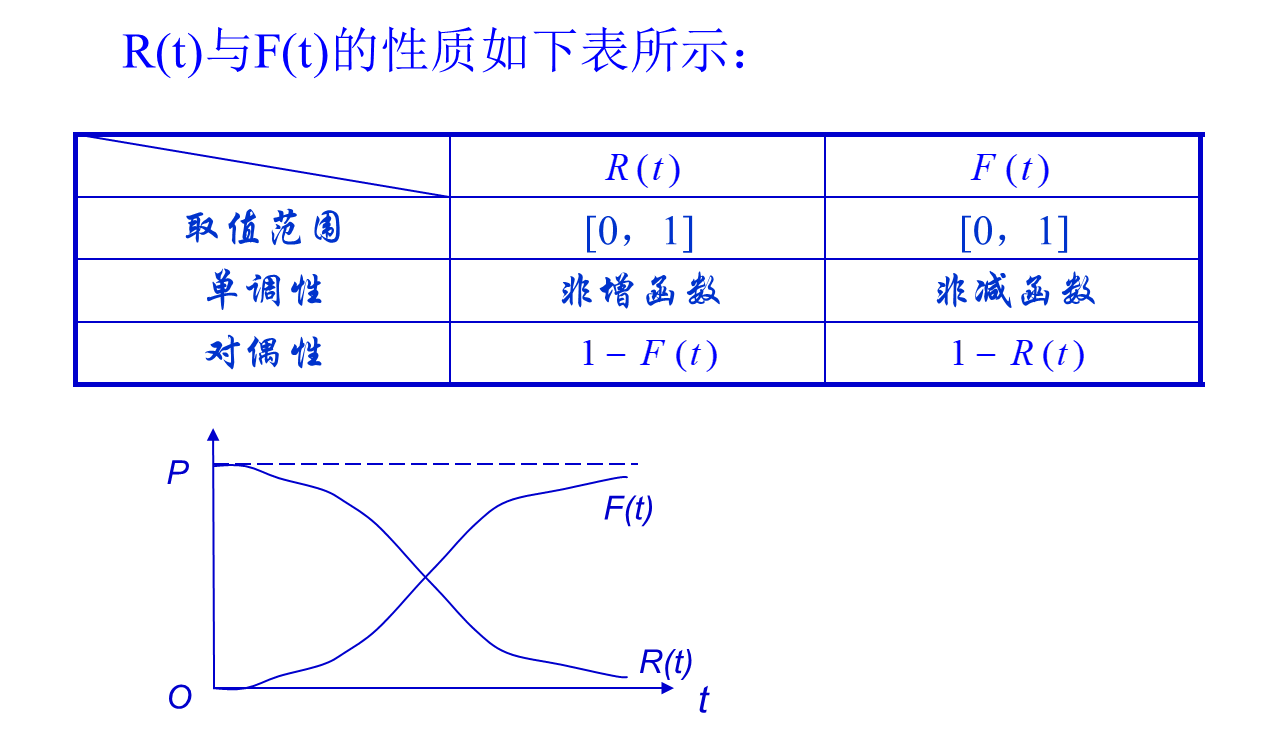 R(t)与F(t)的性质如下表所示：
R(t) F(t)
取值范围 [0，1] [0，1]
单调性 非增函数 非减函数
对偶性 1－F(t) 1－R(t)
P
F(t)
R(t)
O
t